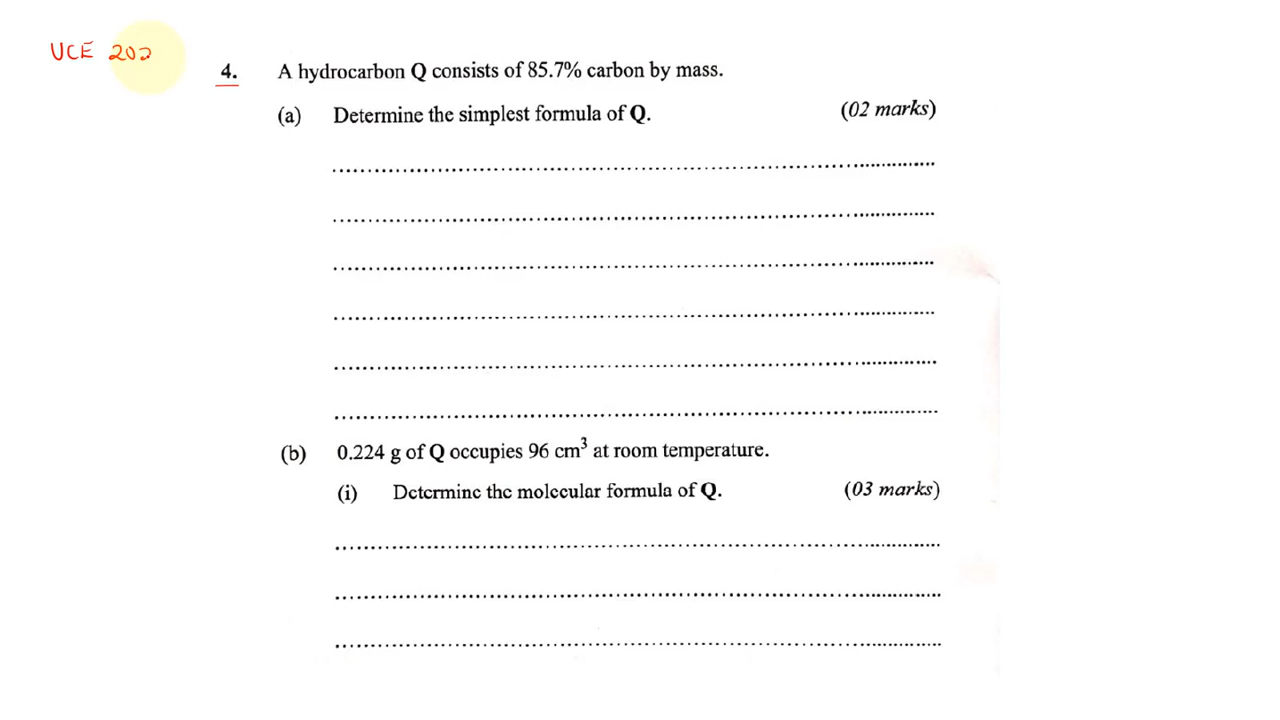 UCE 202
4. A hydrocarbon Q consists of 85.7% carbon by mass.
(a) Determine the simplest formula of Q. (02 marks)
(b) 0.224 g of Q occupies 96 cm³ at room temperature.
(i) Determine the molecular formula of Q. (03 marks)